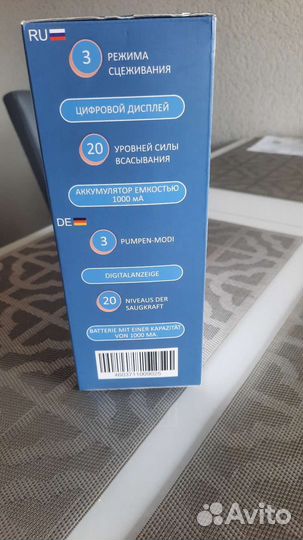 RU
3 РЕЖИМА
СЦЕЖИВАНИЯ
ЦИФРОВОЙ ДИСПЛЕЙ
20 УРОВНЕЙ СИЛЫ
ВСАСЫВАНИЯ
АККУМУЛЯТОР ЕМКОСТЬЮ
1000 мА
DE
3 PUMPEN-MODI
DIGITALANZEIGE
20 NIVEAUS DER
SAUGKRAFT
BATTERIE MIT EINER KAPAZITÄT
VON 1000 MA.
4603711009026
Avito